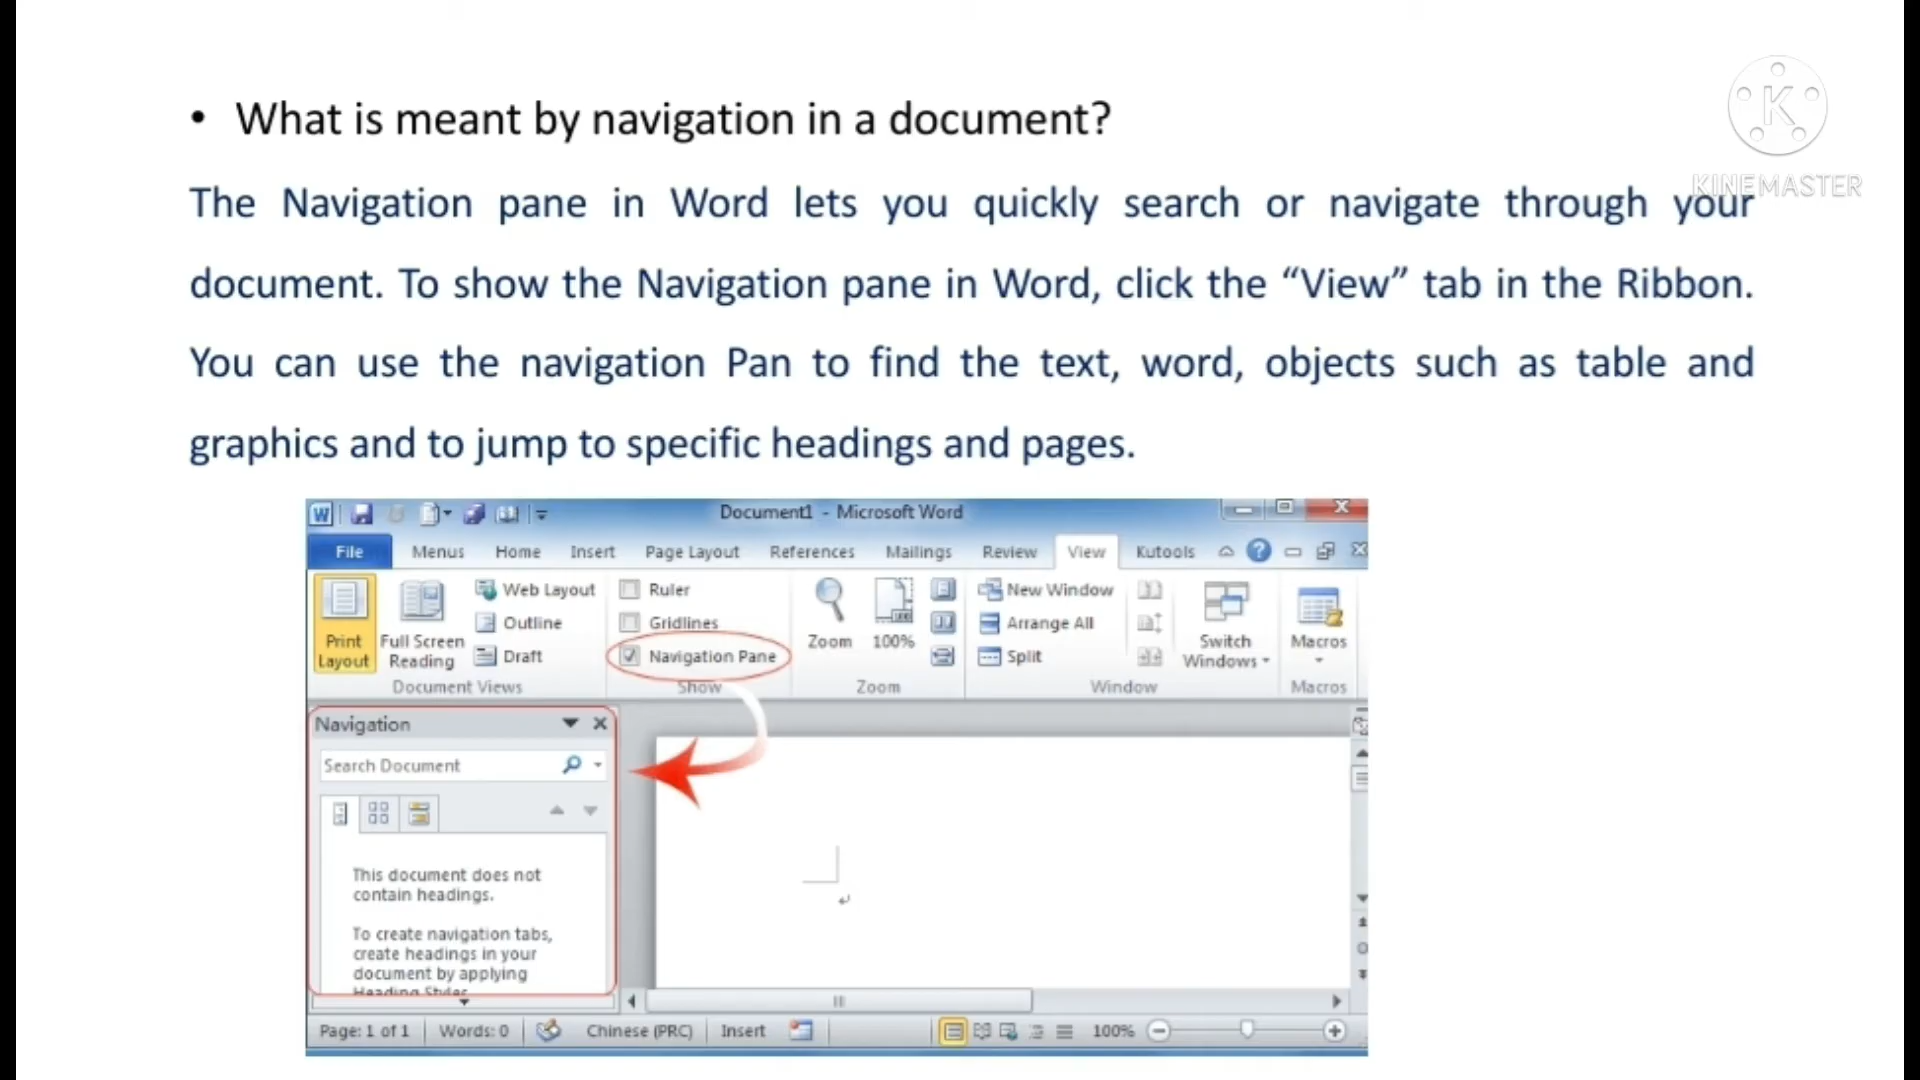 • What is meant by navigation in a document?
KINEMASTER
The Navigation pane in Word lets you quickly search or navigate through your
document. To show the Navigation pane in Word, click the “View” tab in the Ribbon.
You can use the navigation Pan to find the text, word, objects such as table and
graphics and to jump to specific headings and pages.
Document1 - Microsoft Word
File Menus Home Insert Page Layout References Mailings Review View Kutools
Print Layout
Full Screen Reading
Web Layout
Outline
Draft
Document Views
Ruler
Gridlines
Navigation Pane
Show
Zoom
100%
Zoom
New Window
Arrange All
Split
Switch Windows
Window
Macros
Macros
Navigation
Search Document
This document does not
contain headings.
To create navigation tabs,
create headings in your
document by applying
Heading Styles
Page: 1 of 1 Words: 0 Chinese (PRC) Insert 100%